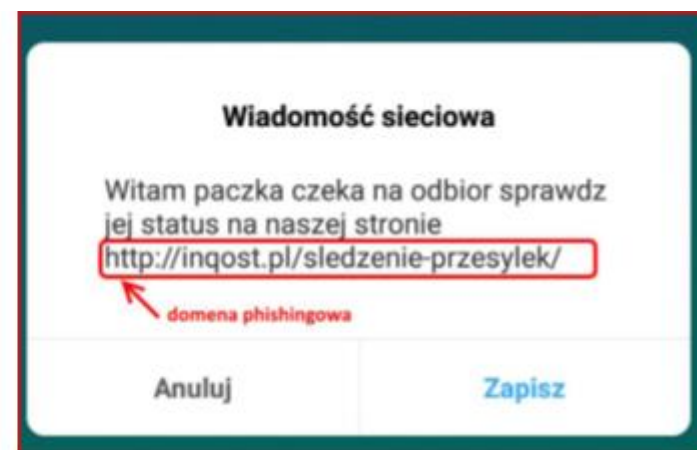 Wiadomość sieciowa
Witam paczka czeka na odbior sprawdz
jej status na naszej stronie
http://inqost.pl/sledzenie-przesylek/
domena phishingowa
Anuluj
Zapisz